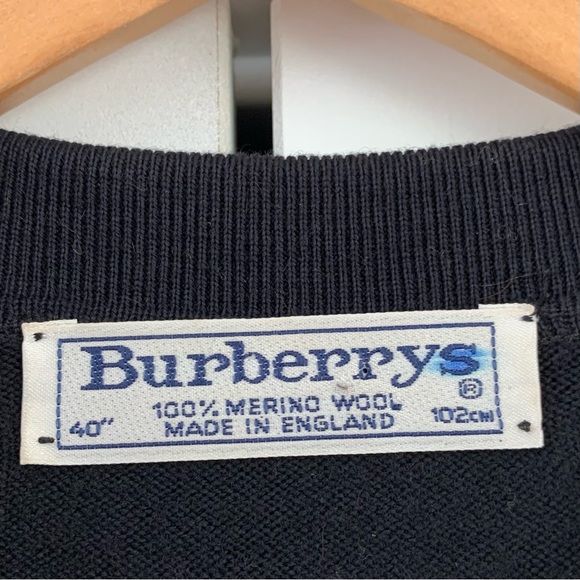 Burberrys ®
40" 100% MERINO WOOL 102CM
MADE IN ENGLAND